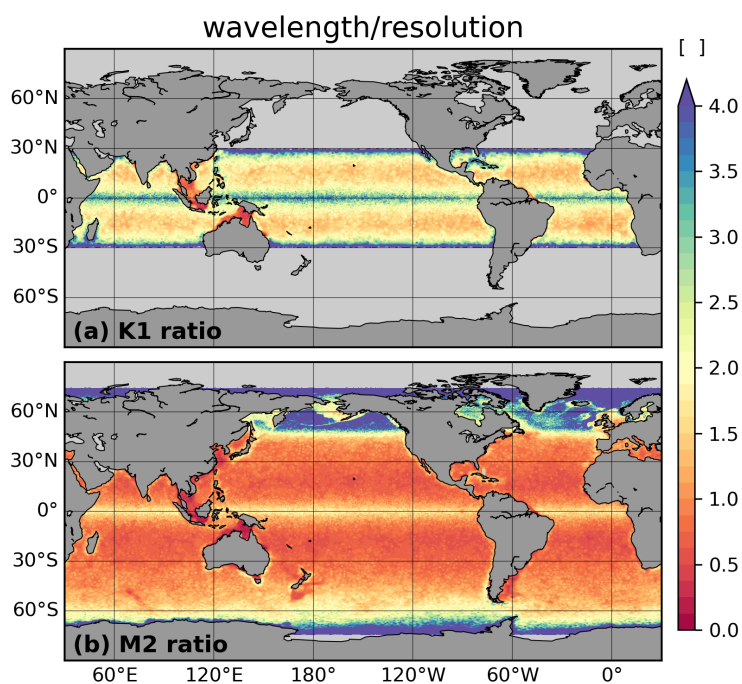 wavelength/resolution
[ ]
60°N
30°N
0°
30°S
60°S
(a) K1 ratio
60°N
30°N
0°
30°S
60°S
(b) M2 ratio
60°E 120°E 180° 120°W 60°W 0°
4.0
3.5
3.0
2.5
2.0
1.5
1.0
0.5
0.0